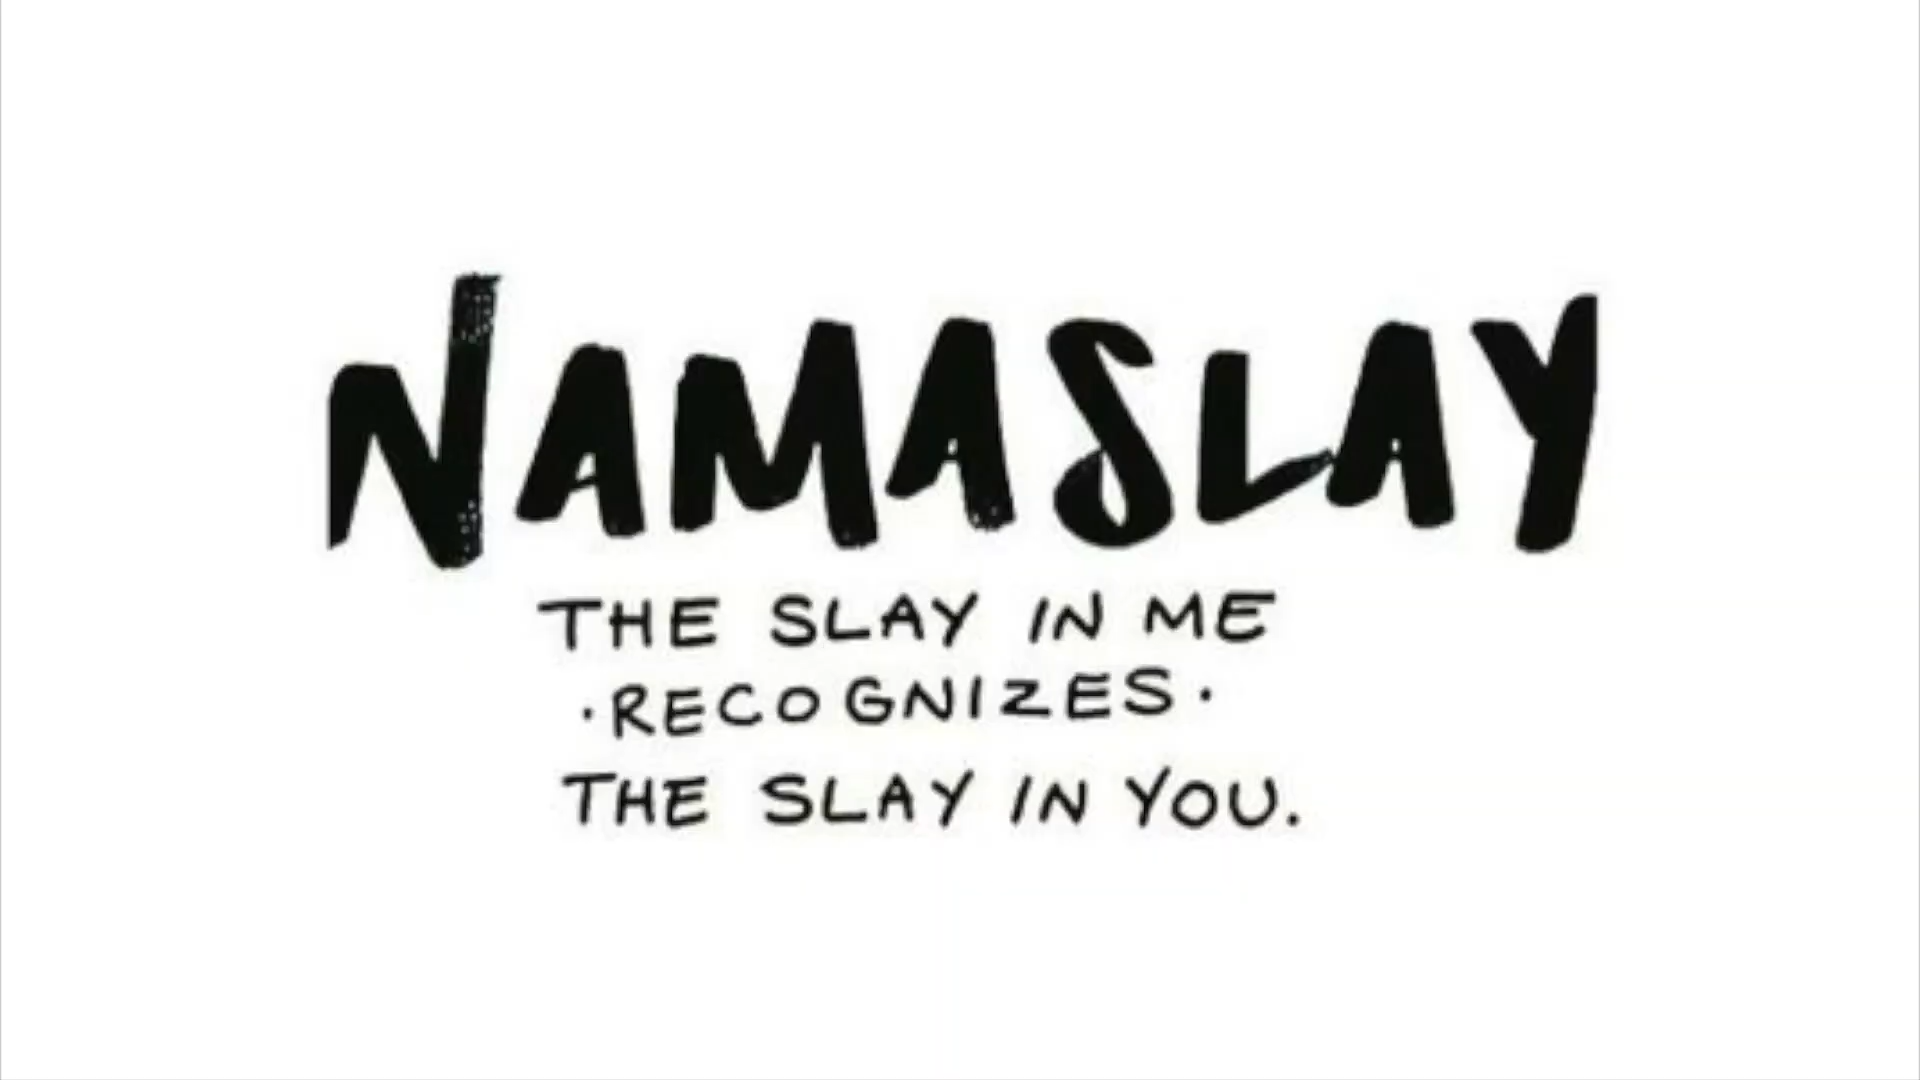 NAMASLAY
THE SLAY IN ME
·RECOGNIZES·
THE SLAY IN YOU.